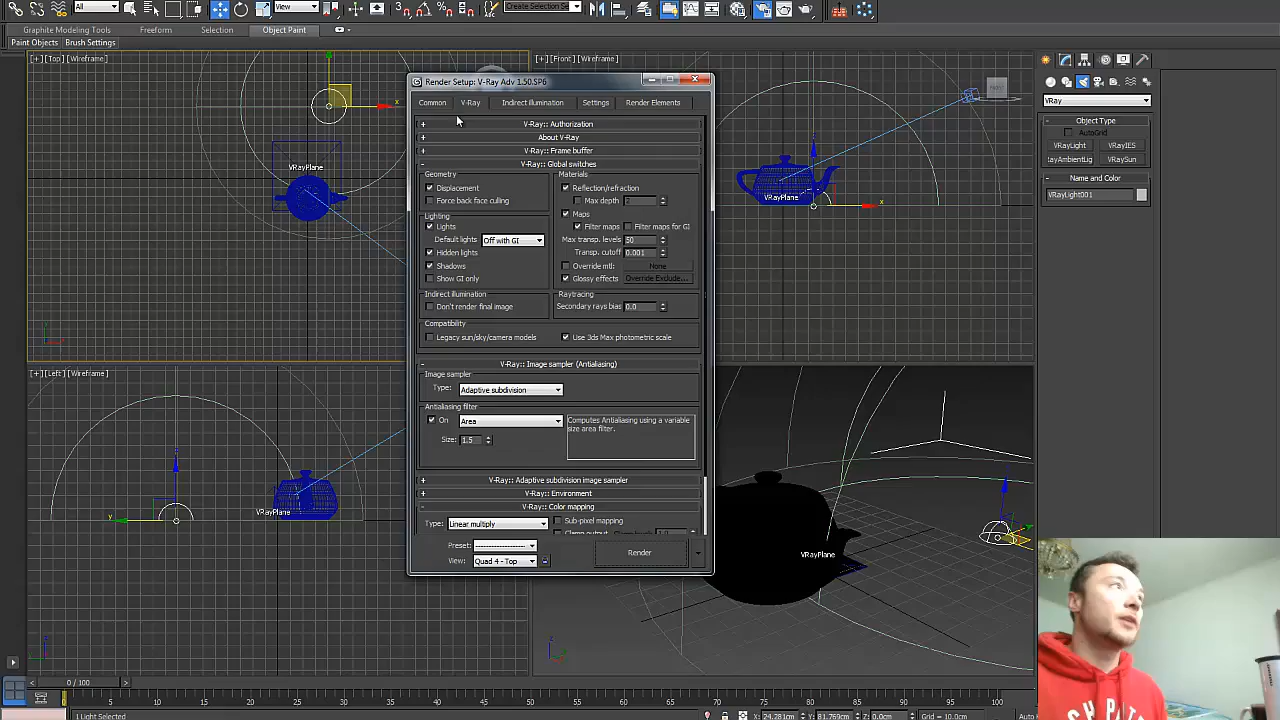 All
View
Create Selection Se
Graphite Modeling Tools
Freeform
Selection
Object Paint
Paint Objects
Brush Settings
[+] [Top] [Wireframe]
[+] [Front] [Wireframe]
VRayPlane
VRayPlane
FRONT
Render Setup: V-Ray Adv 1.50.SP6
Common
V-Ray
Indirect illumination
Settings
Render Elements
+ V-Ray:: Authorization
+ About V-Ray
+ V-Ray:: Frame buffer
- V-Ray:: Global switches
Geometry
Displacement
Force back face culling
Lighting
Lights
Default lights
Off with GI
Hidden lights
Shadows
Show GI only
Indirect illumination
Don't render final image
Compatibility
Legacy sun/sky/camera models
Materials
Reflection/refraction
Max depth
Maps
Filter maps
Filter maps for GI
Max transp. levels
50
Transp. cutoff
0.001
Override mtl:
None
Glossy effects
Override Exclude...
Raytracing
Secondary rays bias
0.0
Use 3ds Max photometric scale
- V-Ray:: Image sampler (Antialiasing)
Image sampler
Type:
Adaptive subdivision
Antialiasing filter
On
Area
Computes Antialiasing using a variable
size area filter.
Size:
1.5
+ V-Ray:: Adaptive subdivision image sampler
+ V-Ray:: Environment
- V-Ray:: Color mapping
Type:
Linear multiply
Sub-pixel mapping
Clamp output
Preset:
View:
Quad 4 - Top
Render
VRay
- Object Type
AutoGrid
VRayLight
VRayIES
layAmbientLig
VRaySun
- Name and Color
VRayLight001
[+] [Left] [Wireframe]
VRayPlane
VRayPlane
x
z
y
x
0 / 100
0 5 10 15 20 25 30 35 40 45 50 55 60 65 70 75 80 85 90 95 100
1 Light Selected
X: 24.281cm
Y: 81.769cm
Z: 0.0cm
Grid = 10.0cm
Auto